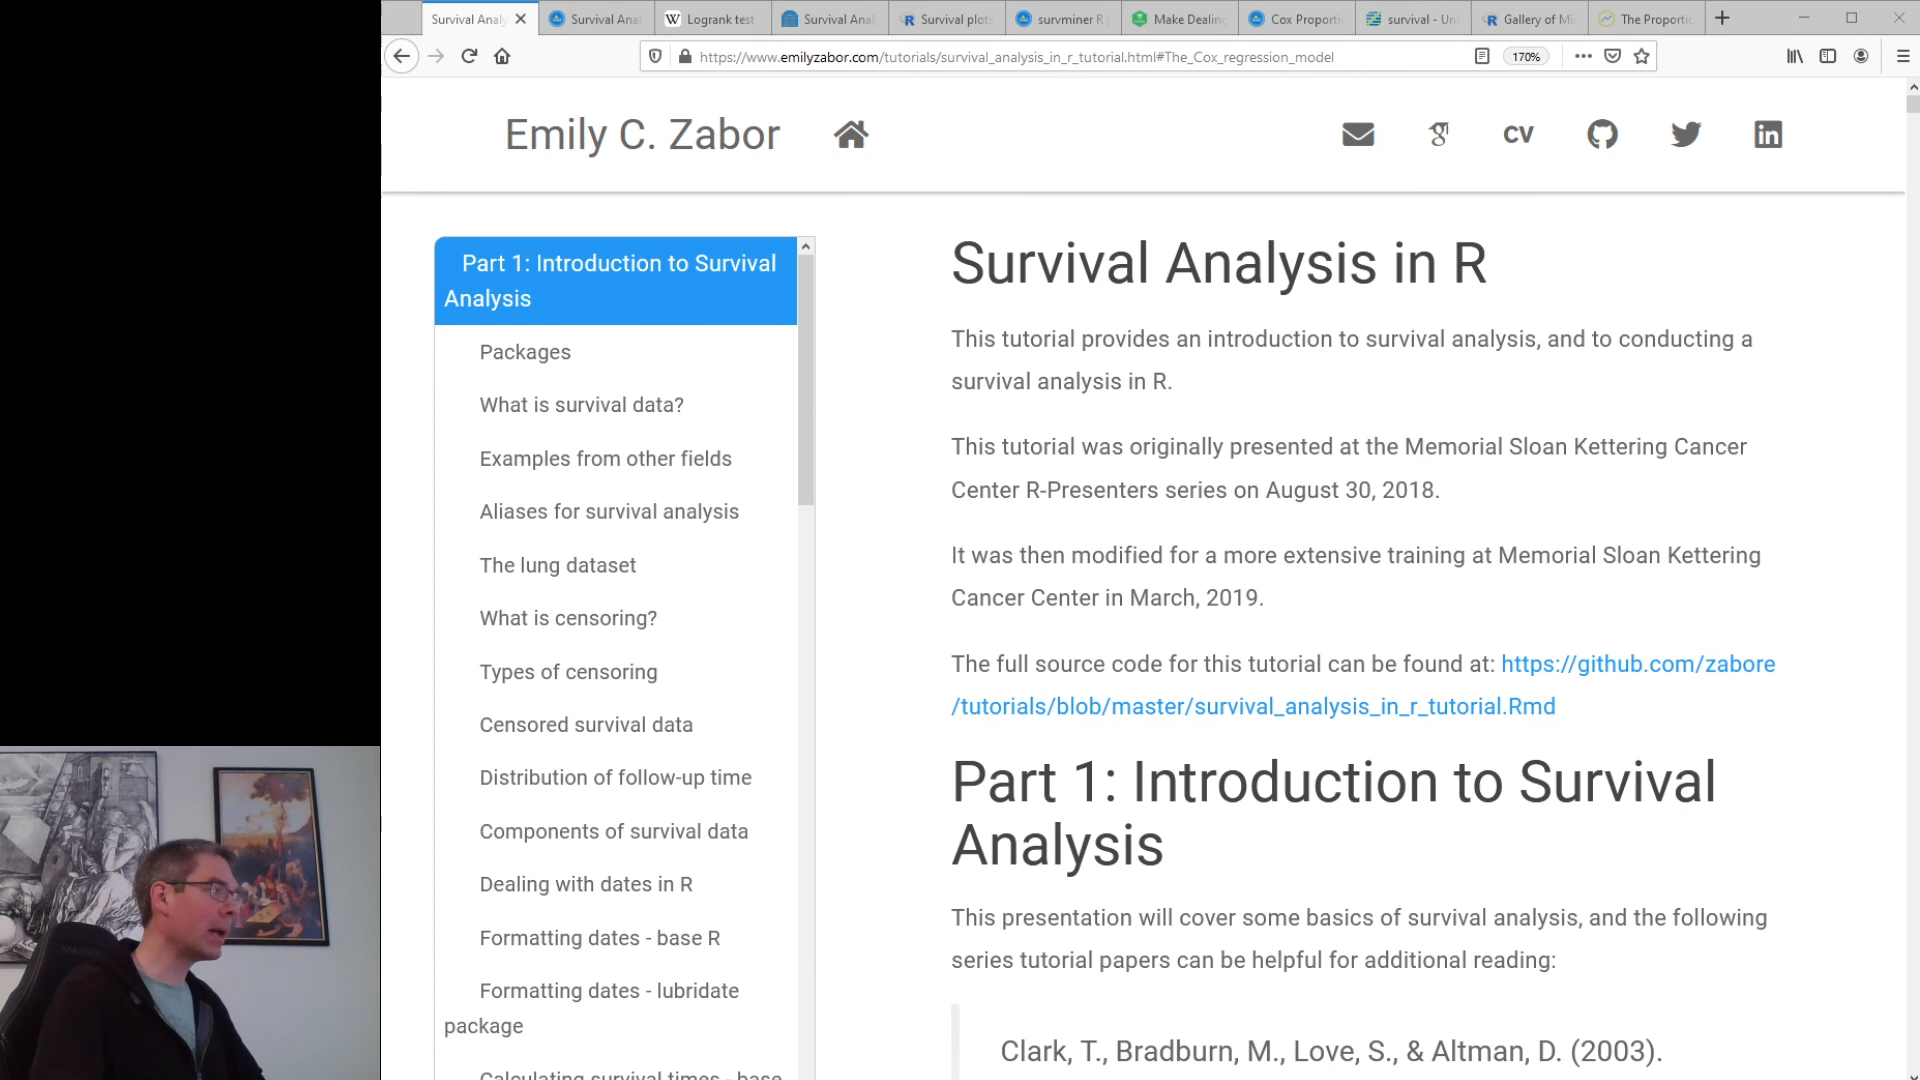 Survival Analy
Survival Anal
Logrank test
Survival Anal
Survival plots
survminer R p
Make Dealing
Cox Proporti
survival - Un
Gallery of Mi
The Proporti
https://www.emilyzabor.com/tutorials/survival_analysis_in_r_tutorial.html#The_Cox_regression_model
170%
Emily C. Zabor
CV
Part 1: Introduction to Survival
Analysis
Packages
What is survival data?
Examples from other fields
Aliases for survival analysis
The lung dataset
What is censoring?
Types of censoring
Censored survival data
Distribution of follow-up time
Components of survival data
Dealing with dates in R
Formatting dates - base R
Formatting dates - lubridate
package
Calculating survival times - base
Survival Analysis in R
This tutorial provides an introduction to survival analysis, and to conducting a
survival analysis in R.
This tutorial was originally presented at the Memorial Sloan Kettering Cancer
Center R-Presenters series on August 30, 2018.
It was then modified for a more extensive training at Memorial Sloan Kettering
Cancer Center in March, 2019.
The full source code for this tutorial can be found at: https://github.com/zabore
/tutorials/blob/master/survival_analysis_in_r_tutorial.Rmd
Part 1: Introduction to Survival
Analysis
This presentation will cover some basics of survival analysis, and the following
series tutorial papers can be helpful for additional reading:
Clark, T., Bradburn, M., Love, S., & Altman, D. (2003).